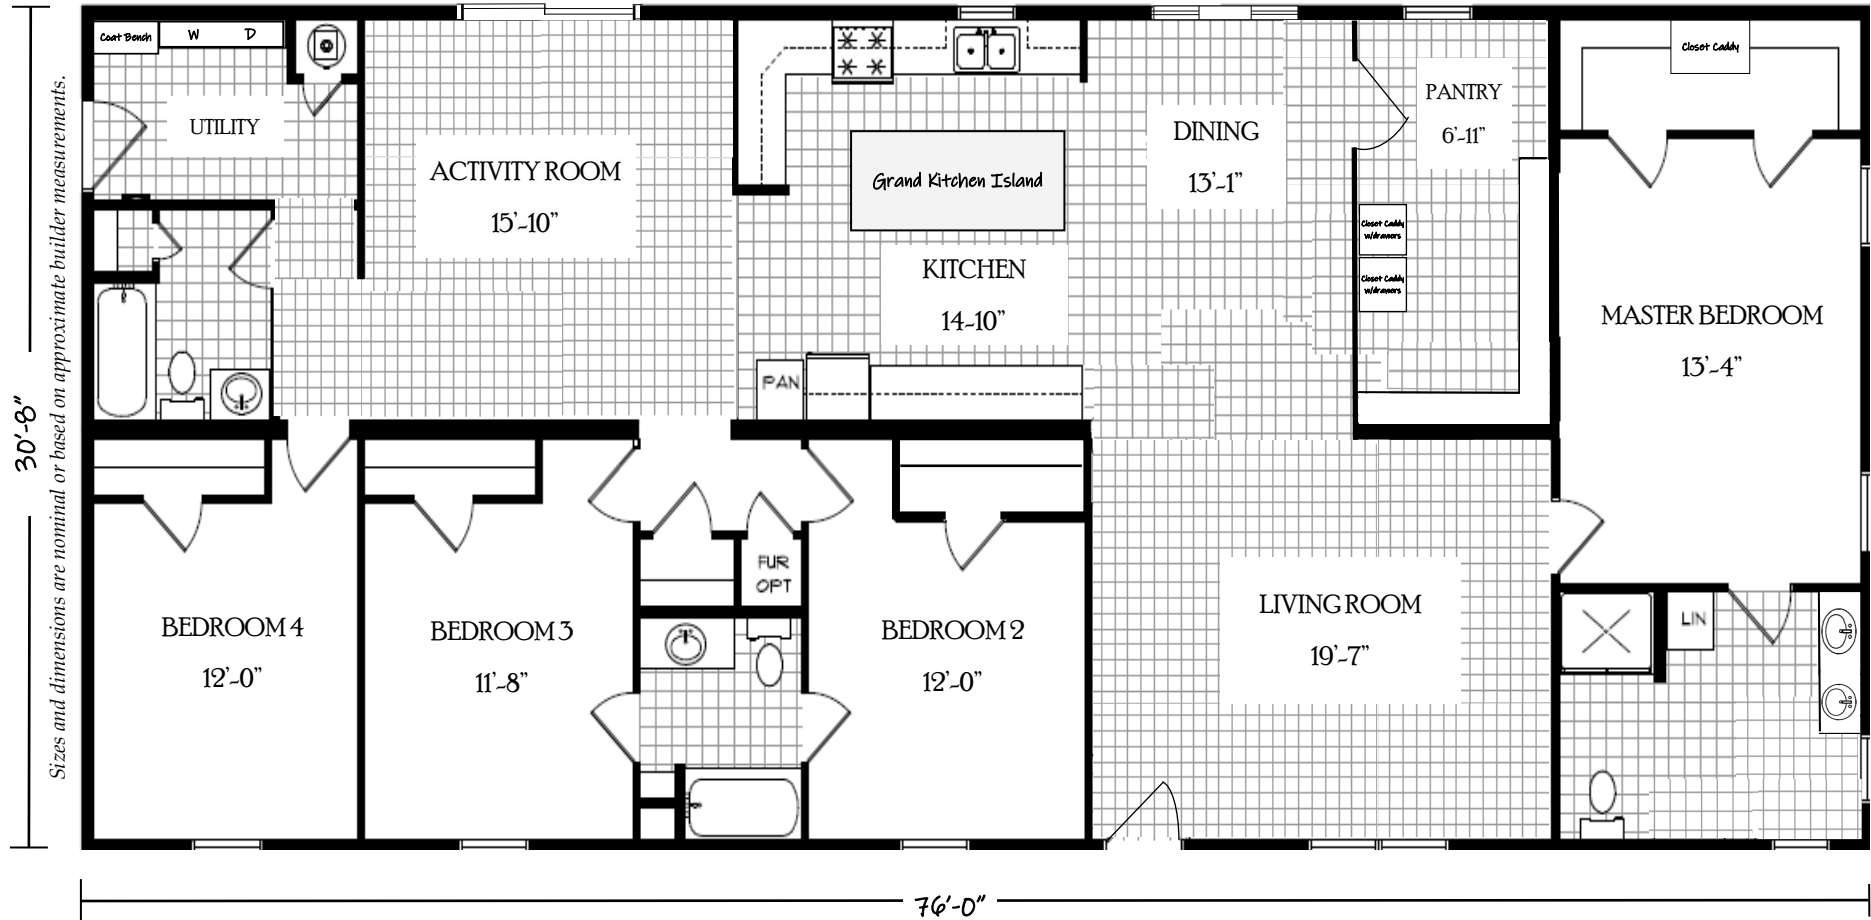 Coat Bench
W D
UTILITY
ACTIVITY ROOM
15'-10"
Grand Kitchen Island
KITCHEN
14-10"
PAN
DINING
13'-1"
PANTRY
6'-11"
Closet Caddy
w/drawers
Closet Caddy
w/drawers
Closet Caddy
MASTER BEDROOM
13'-4"
BEDROOM 4
12'-0"
BEDROOM 3
11'-8"
FUR
OPT
BEDROOM 2
12'-0"
LIVING ROOM
19'-7"
LIN
30'-8"
Sizes and dimensions are nominal or based on approximate builder measurements.
76'-0"